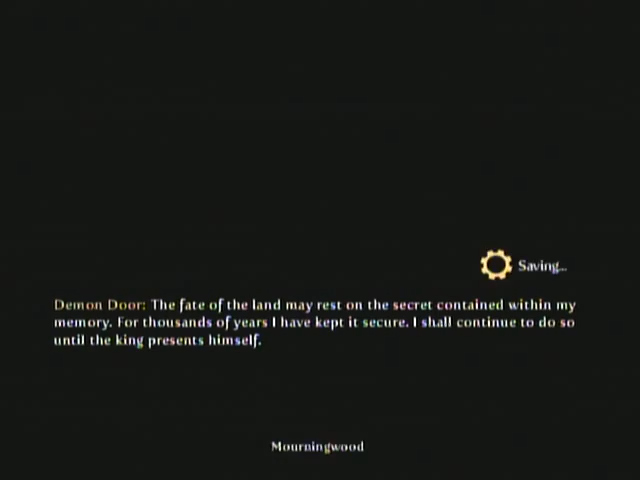 Saving...
Demon Door: The fate of the land may rest on the secret contained within my
memory. For thousands of years I have kept it secure. I shall continue to do so
until the king presents himself.
Mourningwood